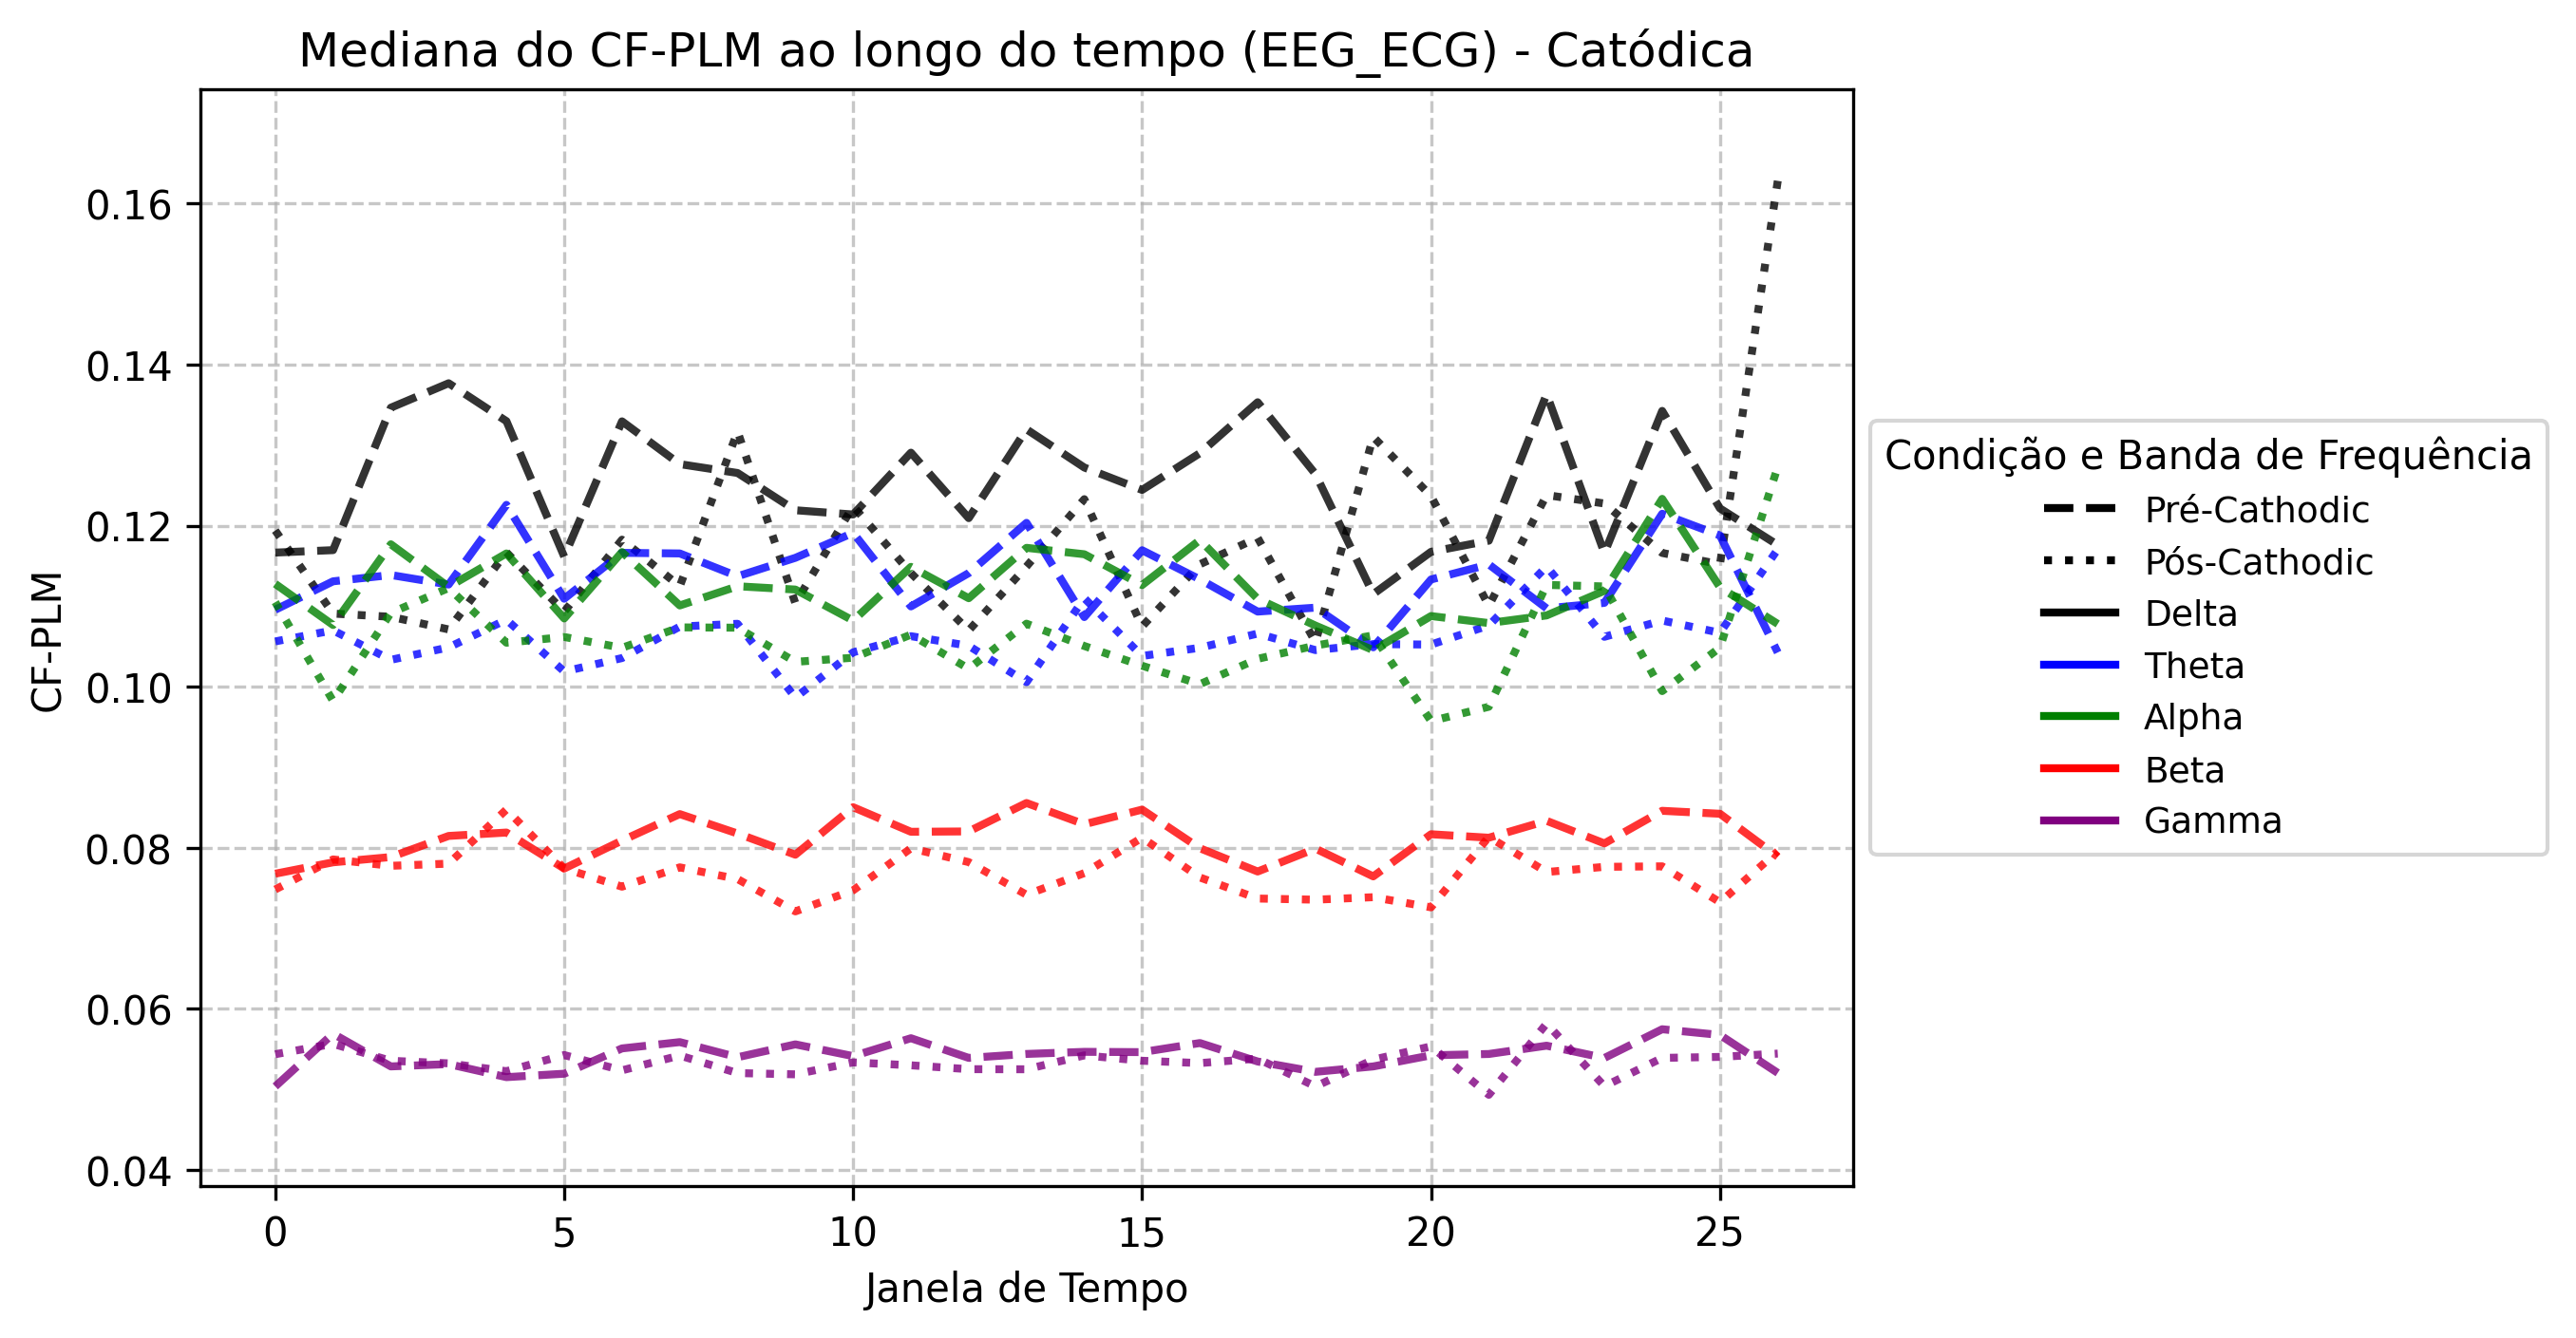 Mediana do CF-PLM ao longo do tempo (EEG_ECG) - Catódica
CF-PLM
0.16
0.14
0.12
0.10
0.08
0.06
0.04
0 5 10 15 20 25
Janela de Tempo
Condição e Banda de Frequência
Pré-Cathodic
Pós-Cathodic
Delta
Theta
Alpha
Beta
Gamma